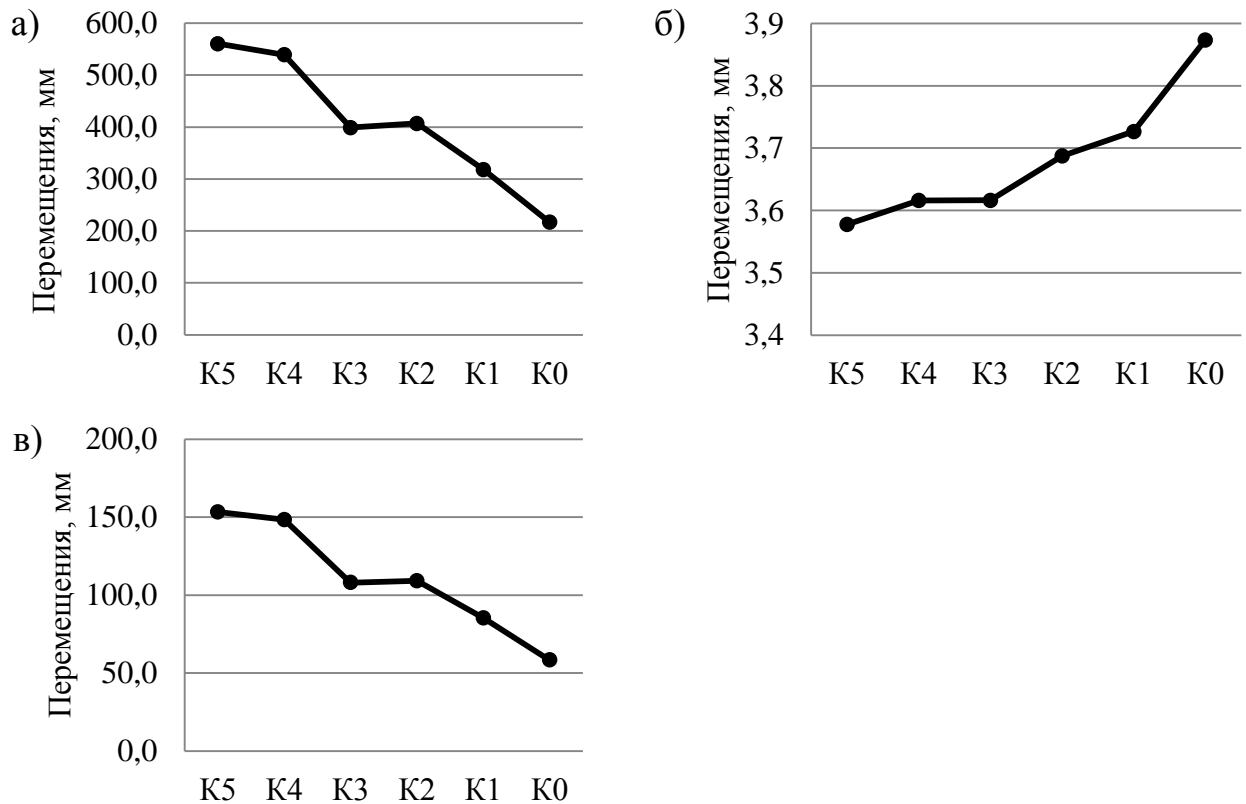 а)
Перемещения, мм
600,0
500,0
400,0
300,0
200,0
100,0
0,0
К5 К4 К3 К2 К1 К0
б)
Перемещения, мм
3,9
3,8
3,7
3,6
3,5
3,4
К5 К4 К3 К2 К1 К0
в)
Перемещения, мм
200,0
150,0
100,0
50,0
0,0
К5 К4 К3 К2 К1 К0